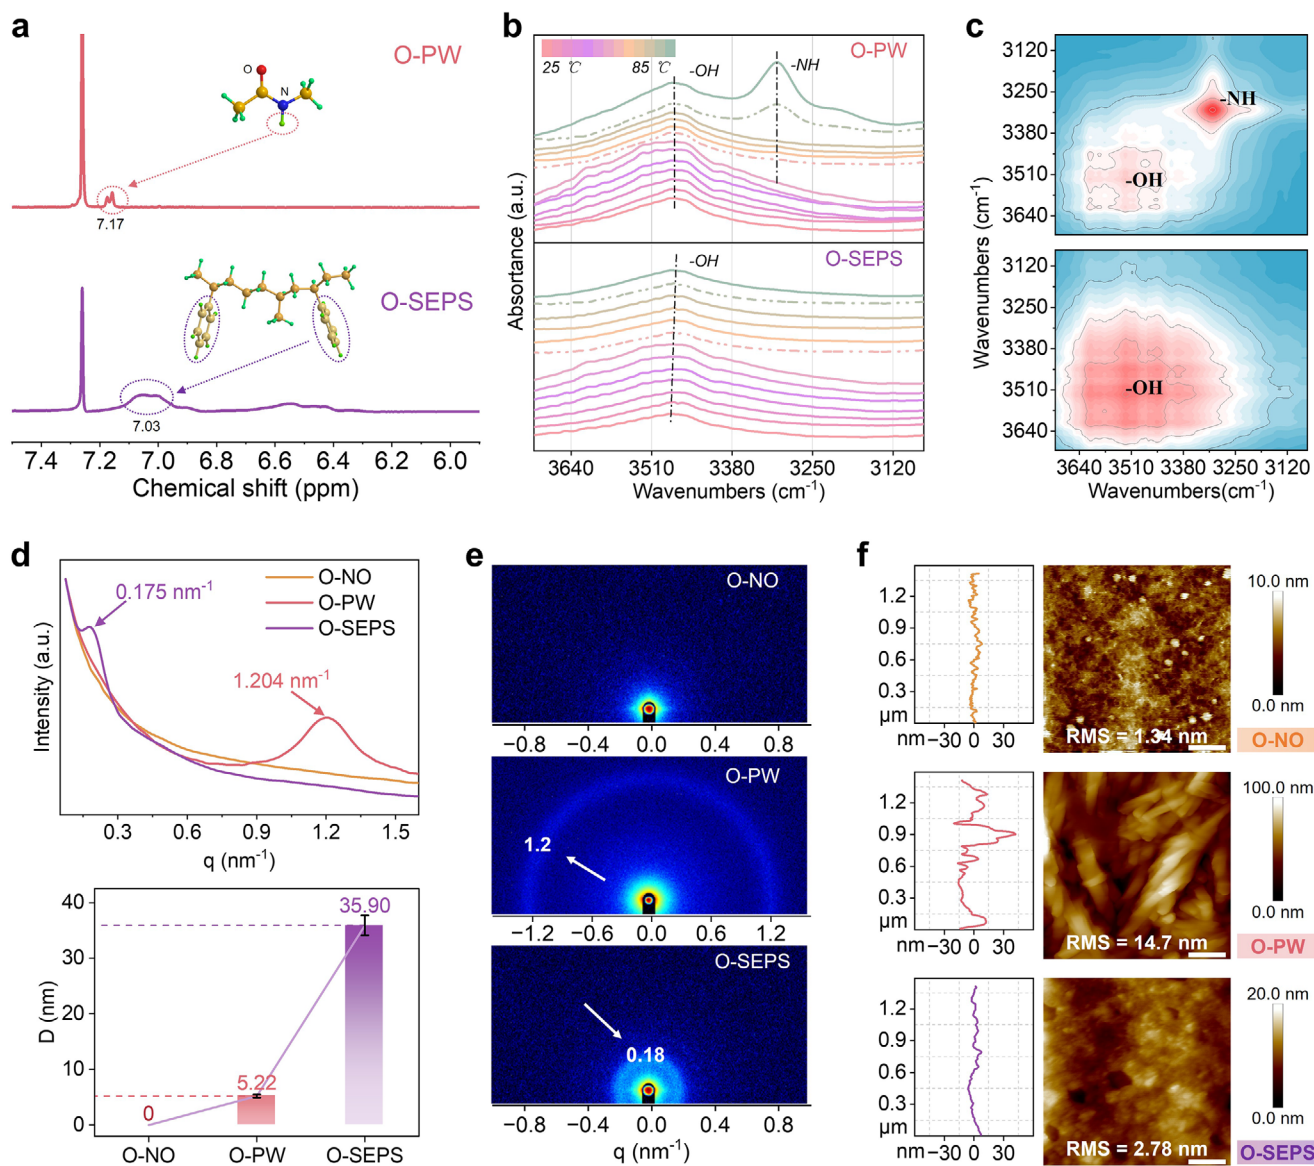 a
O-PW
O
N
7.17
O-SEPS
7.03
7.4 7.2 7.0 6.8 6.6 6.4 6.2 6.0
Chemical shift (ppm)
b
O-PW
25 ℃ 85 ℃
-OH
-NH
O-SEPS
-OH
Absortance (a.u.)
3640 3510 3380 3250 3120
Wavenumbers (cm⁻¹)
c
3120
3250
3380
3510
3640
-NH
-OH
3120
3250
3380
3510
3640
-OH
Wavenumbers (cm⁻¹)
3640 3510 3380 3250 3120
Wavenumbers(cm⁻¹)
d
0.175 nm⁻¹
O-NO
O-PW
O-SEPS
1.204 nm⁻¹
Intensity (a.u.)
0.3 0.6 0.9 1.2 1.5
q (nm⁻¹)
40
30
20
10
0
D (nm)
0
5.22
35.90
O-NO O-PW O-SEPS
e
O-NO
−0.8 −0.4 0.0 0.4 0.8
O-PW
1.2
−1.2 −0.6 0.0 0.6 1.2
O-SEPS
0.18
−0.8 −0.4 0.0 0.4 0.8
q (nm⁻¹)
f
1.2
0.9
0.6
0.3
μm
nm −30 0 30
RMS = 1.34 nm
10.0 nm
0.0 nm
O-NO
1.2
0.9
0.6
0.3
μm
nm −30 0 30
RMS = 14.7 nm
100.0 nm
0.0 nm
O-PW
1.2
0.9
0.6
0.3
μm
nm −30 0 30
RMS = 2.78 nm
20.0 nm
0.0 nm
O-SEPS